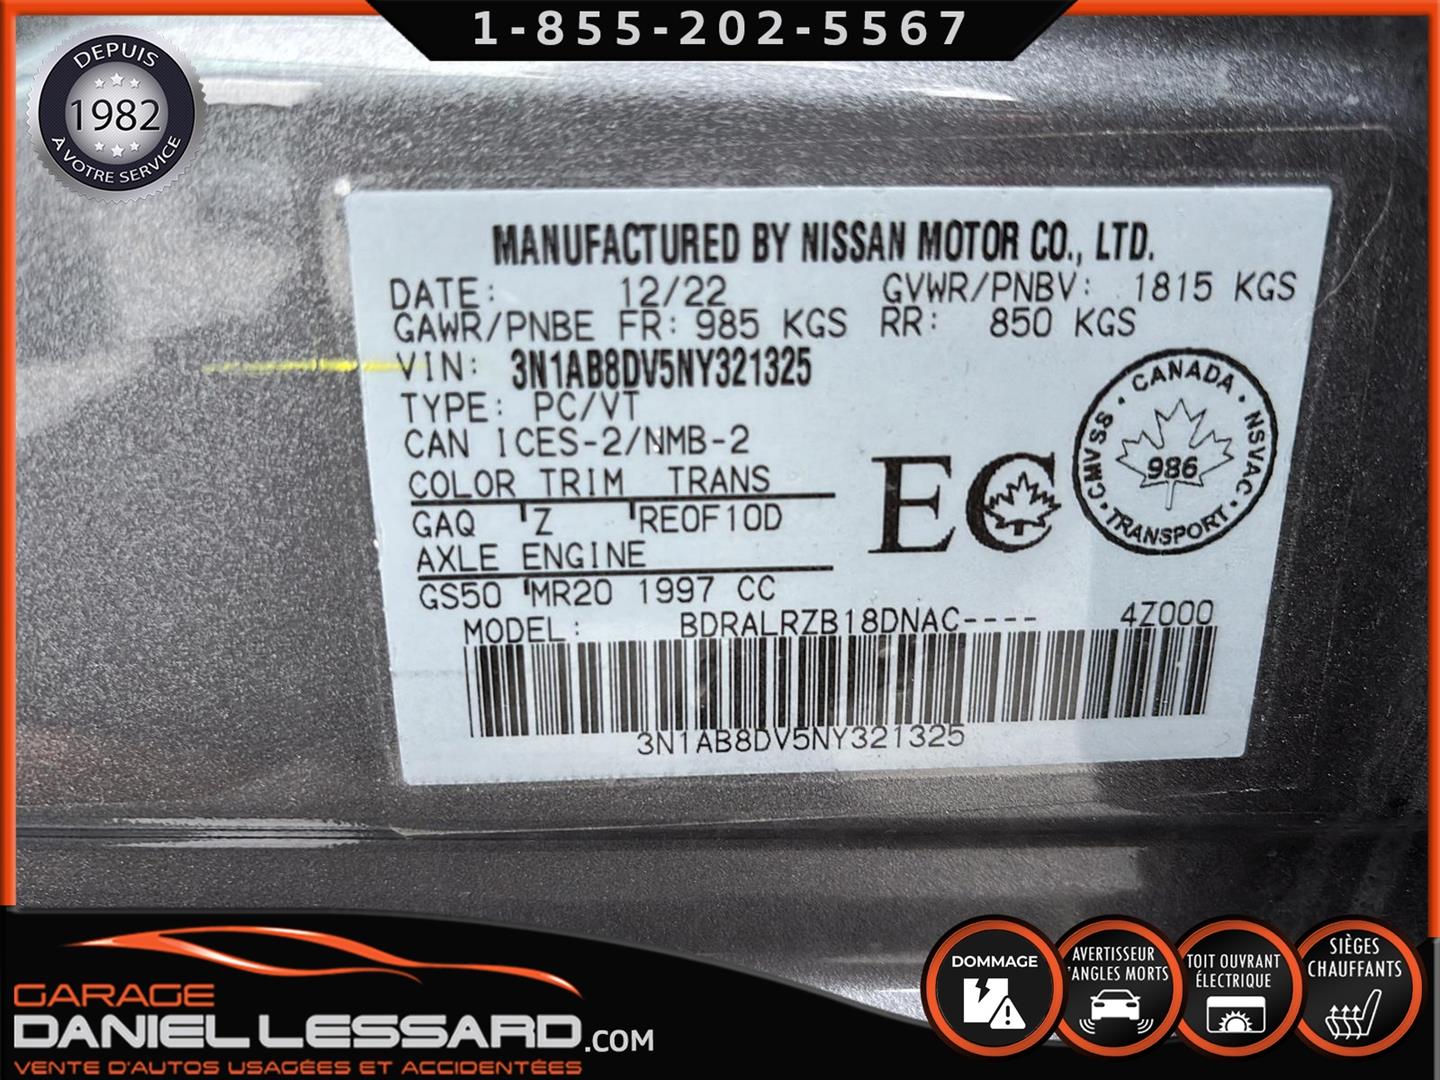 1-855-202-5567
DEPUIS
1982
À VOTRE SERVICE
MANUFACTURED BY NISSAN MOTOR CO., LTD.
DATE: 12/22 GVWR/PNBV: 1815 KGS
GAWR/PNBE FR: 985 KGS RR: 850 KGS
VIN: 3N1AB8DV5NY321325
TYPE: PC/VT
CAN ICES-2/NMB-2
COLOR TRIM TRANS
GAQ Z RE0F10D
AXLE ENGINE
GS50 MR20 1997 CC
EC
CANADA
CMVSS NSVAC
986
TRANSPORT
MODEL: BDRALRZB18DNAC---- 4Z000
3N1AB8DV5NY321325
GARAGE
DANIEL LESSARD.COM
VENTE D'AUTOS USAGÉES ET ACCIDENTÉES
DOMMAGE
AVERTISSEUR
'ANGLES MORTS
TOIT OUVRANT
ÉLECTRIQUE
SIÈGES
CHAUFFANTS